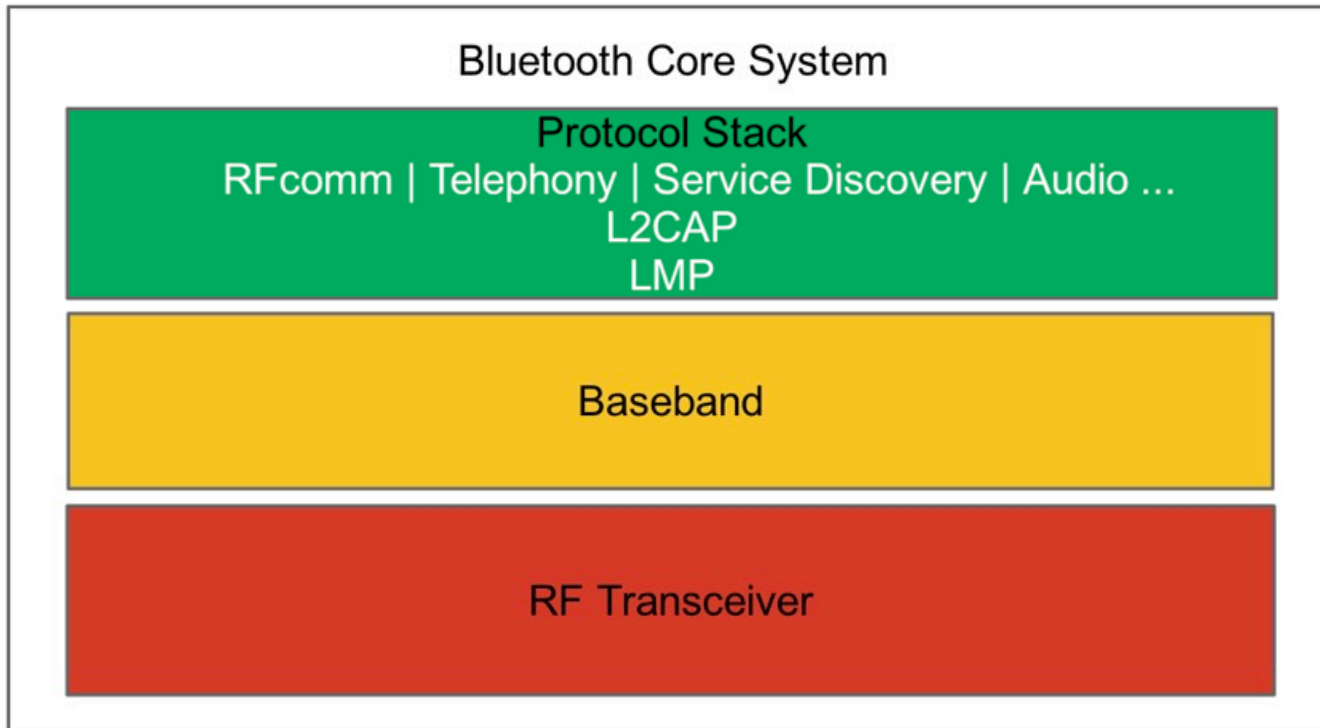 Bluetooth Core System
Protocol Stack
RFcomm | Telephony | Service Discovery | Audio ...
L2CAP
LMP
Baseband
RF Transceiver